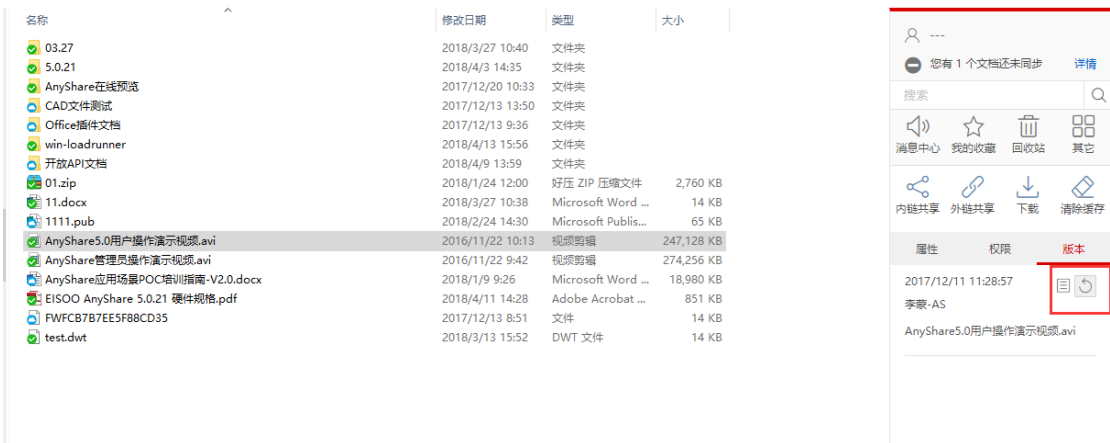 名称 修改日期 类型 大小
03.27 2018/3/27 10:40 文件夹
5.0.21 2018/4/3 14:35 文件夹
AnyShare在线预览 2017/12/20 10:33 文件夹
CAD文件测试 2017/12/13 13:50 文件夹
Office插件文档 2017/12/13 9:36 文件夹
win-loadrunner 2018/4/13 15:56 文件夹
开放API文档 2018/4/9 13:59 文件夹
01.zip 2018/1/24 12:00 好压 ZIP 压缩文件 2,760 KB
11.docx 2018/3/27 10:38 Microsoft Word ... 14 KB
1111.pub 2018/2/24 14:30 Microsoft Publis... 65 KB
AnyShare5.0用户操作演示视频.avi 2016/11/22 10:13 视频剪辑 247,128 KB
AnyShare管理员操作演示视频.avi 2016/11/22 9:42 视频剪辑 274,256 KB
AnyShare应用场景POC培训指南-V2.0.docx 2018/1/9 9:26 Microsoft Word ... 18,980 KB
EISOO AnyShare 5.0.21 硬件规格.pdf 2018/4/11 14:28 Adobe Acrobat ... 851 KB
FWFCB7B7EE5F88CD35 2017/12/13 8:51 文件 14 KB
test.dwt 2018/3/13 15:52 DWT 文件 14 KB
---
您有 1 个文档还未同步 详情
搜索
消息中心 我的收藏 回收站 其它
内链共享 外链共享 下载 清除缓存
属性 权限 版本
2017/12/11 11:28:57
李蒙-AS
AnyShare5.0用户操作演示视频.avi